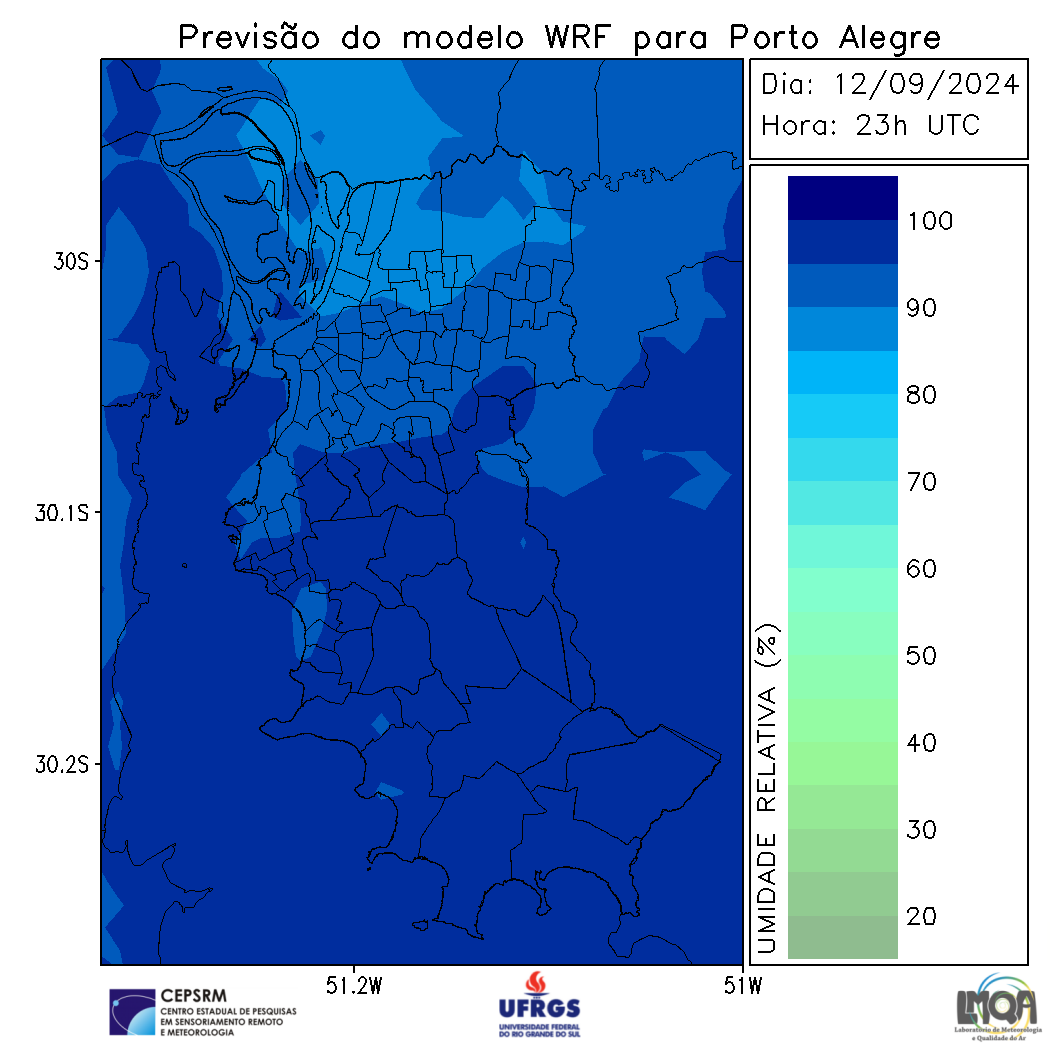 Previsão do modelo WRF para Porto Alegre
Dia: 12/09/2024
Hora: 23h UTC
100
90
80
70
60
50
40
30
20
UMIDADE RELATIVA (%)
30S
30.1S
30.2S
51.2W
51W
CEPSRM
CENTRO ESTADUAL DE PESQUISAS
EM SENSORIAMENTO REMOTO
E METEOROLOGIA
UFRGS
UNIVERSIDADE FEDERAL
DO RIO GRANDE DO SUL
LMQA
Laboratório de Meteorologia
e Qualidade do Ar